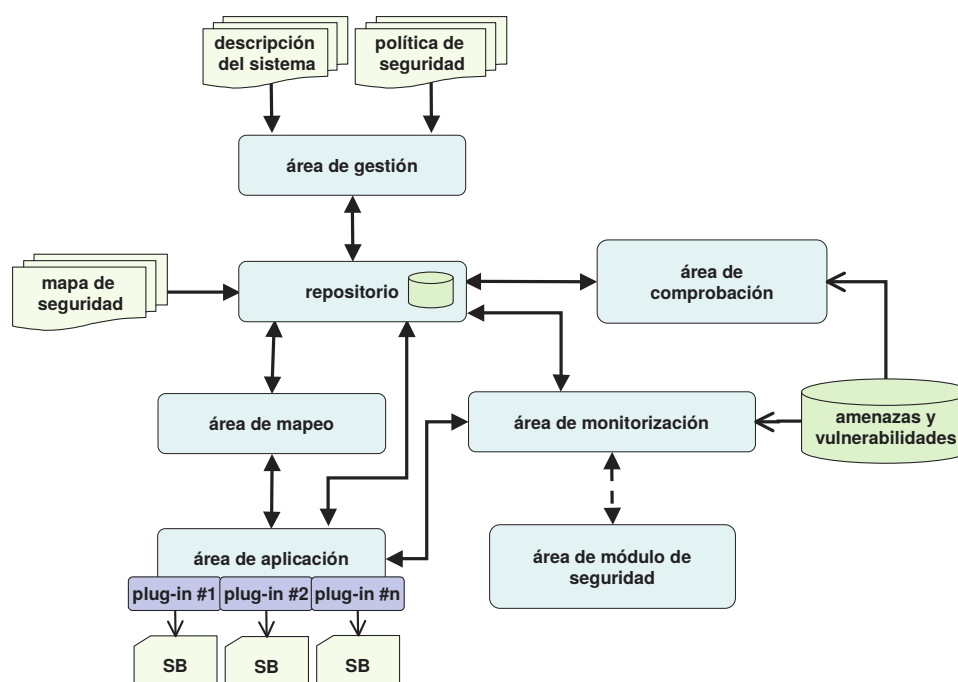 descripción
del sistema
política de
seguridad
área de gestión
mapa de
seguridad
repositorio
área de
comprobación
área de mapeo
área de monitorización
amenazas y
vulnerabilidades
área de aplicación
área de módulo de
seguridad
plug-in #1
plug-in #2
plug-in #n
SB
SB
SB